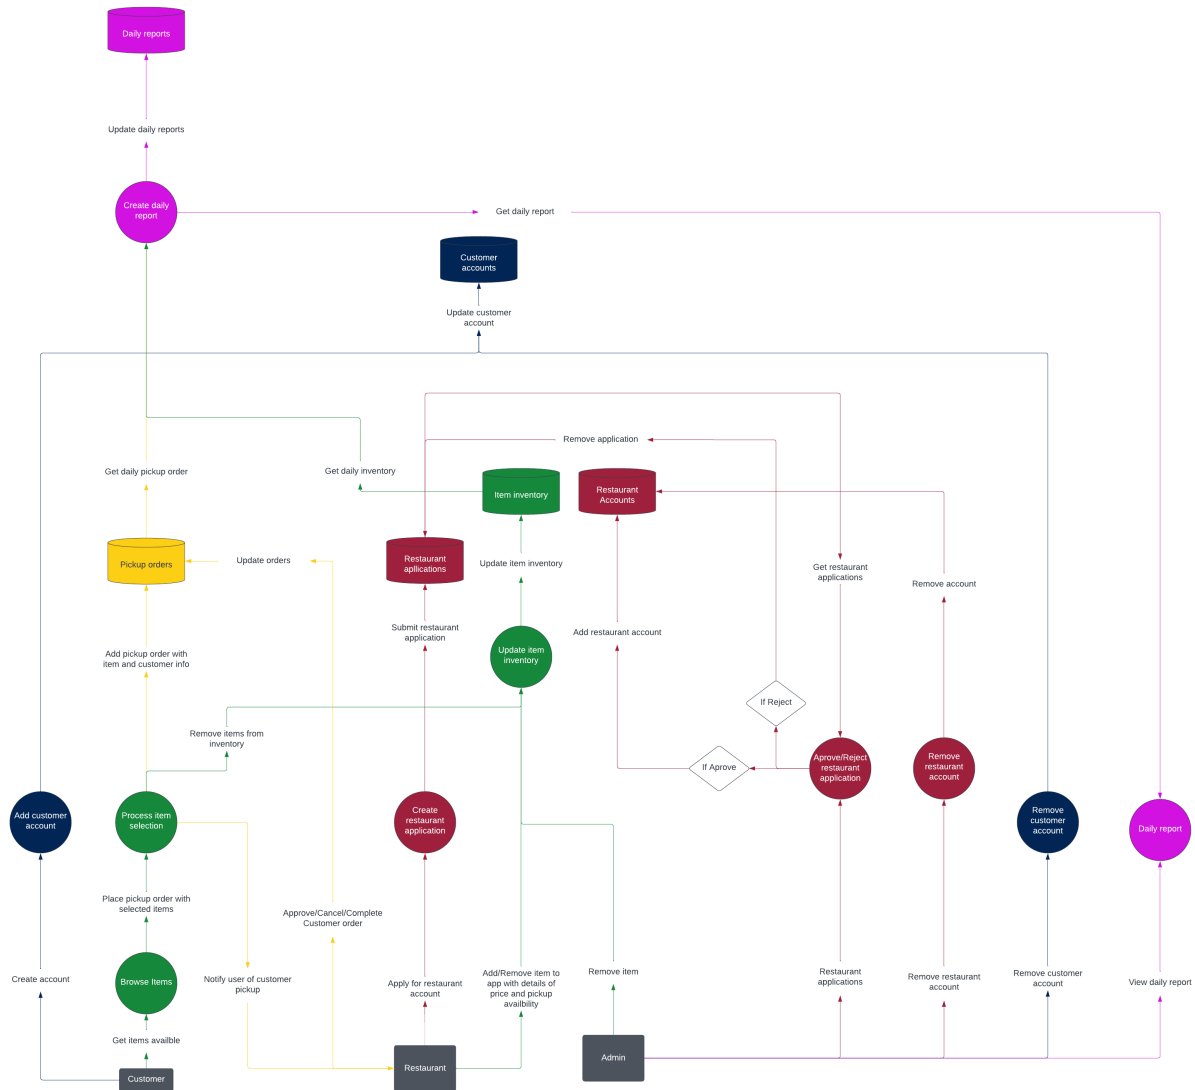 Daily reports
Update daily reports
Create daily
report
Get daily report
Customer
accounts
Update customer
account
Remove application
Get daily pickup order
Get daily inventory
Item inventory
Restaurant
Accounts
Pickup orders
Update orders
Restaurant
apllications
Update item inventory
Get restaurant
applications
Remove account
Submit restaurant
application
Add restaurant account
Add pickup order with
item and customer info
Update item
inventory
If Reject
Remove items from
inventory
If Aprove
Aprove/Reject
restaurant
application
Remove
restaurant
account
Add customer
account
Process item
selection
Create
restaurant
application
Remove
customer
account
Daily report
Place pickup order with
selected items
Approve/Cancel/Complete
Customer order
Create account
Browse Items
Notify user of customer
pickup
Apply for restaurant
account
Add/Remove item to
app with details of
price and pickup
availbility
Remove item
Restaurant
applications
Remove restaurant
account
Remove customer
account
View daily report
Get items availble
Customer
Restaurant
Admin